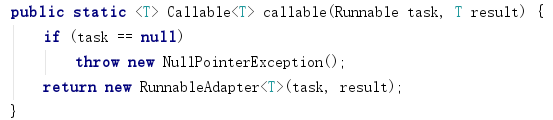 public static <T> Callable<T> callable(Runnable task, T result) {
    if (task == null)
        throw new NullPointerException();
    return new RunnableAdapter<T>(task, result);
}